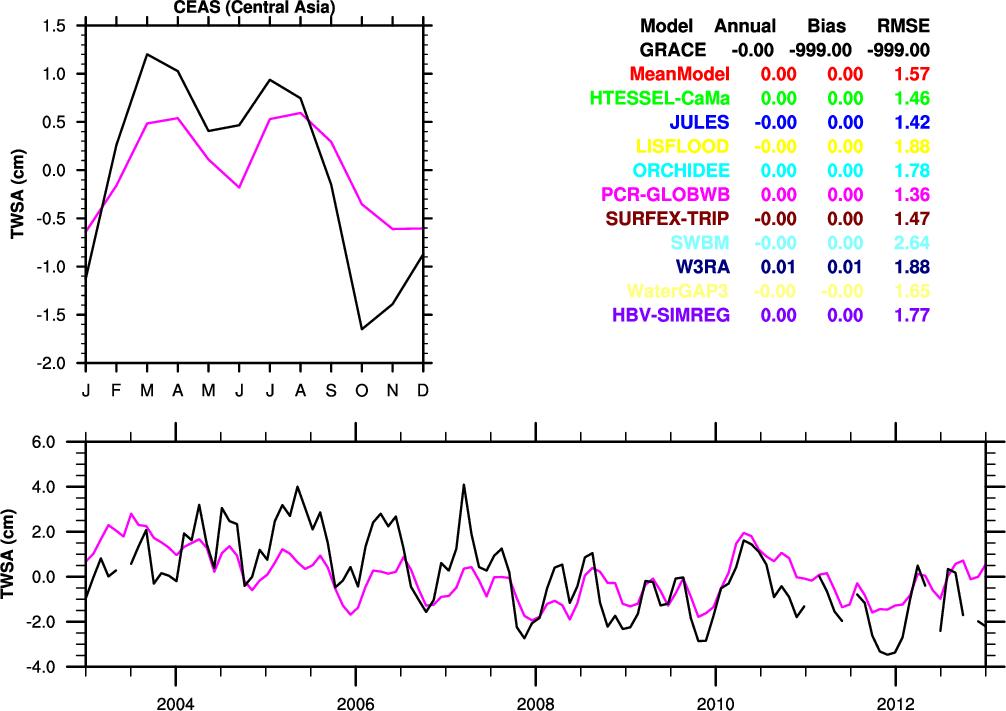 CEAS (Central Asia)
1.5
1.0
0.5
0.0
-0.5
-1.0
-1.5
-2.0
TWSA (cm)
J F M A M J J A S O N D
Model Annual Bias RMSE
GRACE -0.00 -999.00 -999.00
MeanModel 0.00 0.00 1.57
HTESSEL-CaMa 0.00 0.00 1.46
JULES -0.00 0.00 1.42
LISFLOOD -0.00 0.00 1.88
ORCHIDEE 0.00 0.00 1.78
PCR-GLOBWB 0.00 0.00 1.36
SURFEX-TRIP -0.00 0.00 1.47
SWBM -0.00 0.00 2.64
W3RA 0.01 0.01 1.88
WaterGAP3 -0.00 -0.00 1.65
HBV-SIMREG 0.00 0.00 1.77
6.0
4.0
2.0
0.0
-2.0
-4.0
TWSA (cm)
2004 2006 2008 2010 2012